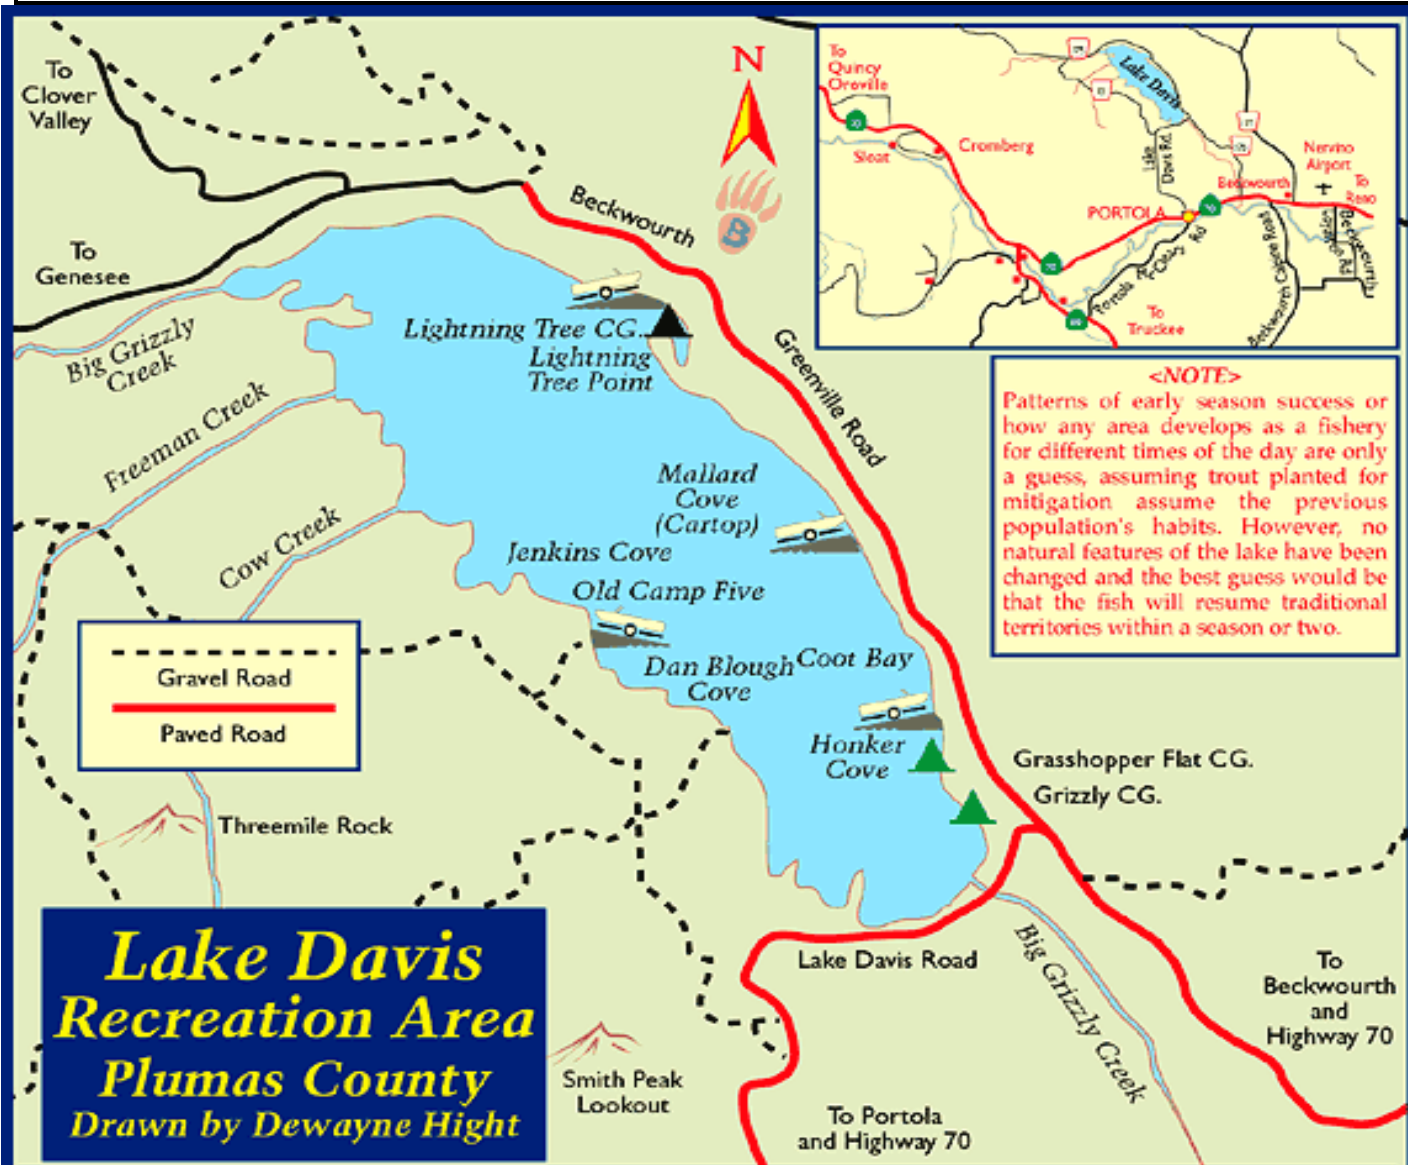 To
Clover
Valley
N
B
Beckwourth
To
Genesee
Big Grizzly
Creek
Freeman Creek
Cow Creek
Lightning Tree CG.
Lightning
Tree Point
Greenville Road
Mallard
Cove
(Cartop)
Jenkins Cove
Old Camp Five
Dan Blough
Cove
Coot Bay
Honker
Cove
Grasshopper Flat CG.
Grizzly CG.
Gravel Road
Paved Road
Threemile Rock
Lake Davis Road
Big Grizzly Creek
To
Beckwourth
and
Highway 70
Smith Peak
Lookout
To Portola
and Highway 70
Lake Davis
Recreation Area
Plumas County
Drawn by Dewayne Hight
To
Quincy
Oroville
Sloat
Cromberg
Lake Davis
Lake
Davis Rd.
Nervino
Airport
Beckwourth
To
Reno
PORTOLA
70
Portola
Rd
To
Truckee
89
<NOTE>
Patterns of early season success or
how any area develops as a fishery
for different times of the day are only
a guess, assuming trout planted for
mitigation assume the previous
population's habits. However, no
natural features of the lake have been
changed and the best guess would be
that the fish will resume traditional
territories within a season or two.